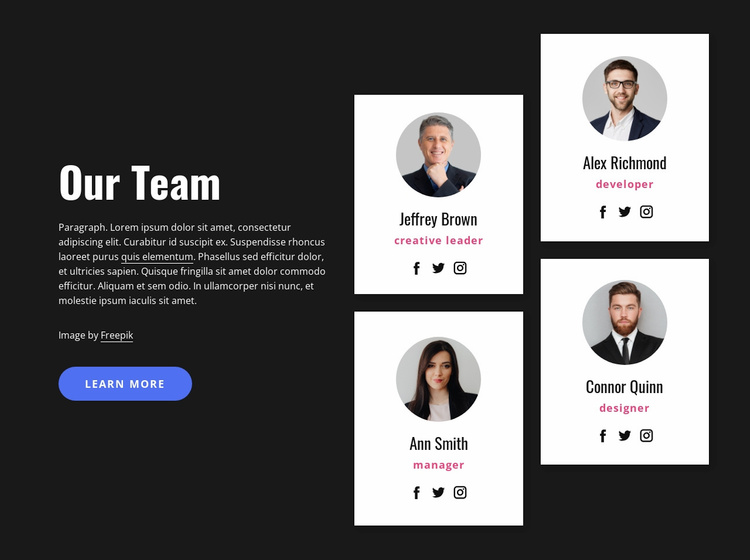 Our Team
Paragraph. Lorem ipsum dolor sit amet, consectetur
adipiscing elit. Curabitur id suscipit ex. Suspendisse rhoncus
laoreet purus quis elementum. Phasellus sed efficitur dolor,
et ultricies sapien. Quisque fringilla sit amet dolor commodo
efficitur. Aliquam et sem odio. In ullamcorper nisi nunc, et
molestie ipsum iaculis sit amet.
Image by Freepik
LEARN MORE
Jeffrey Brown
creative leader
Ann Smith
manager
Alex Richmond
developer
Connor Quinn
designer